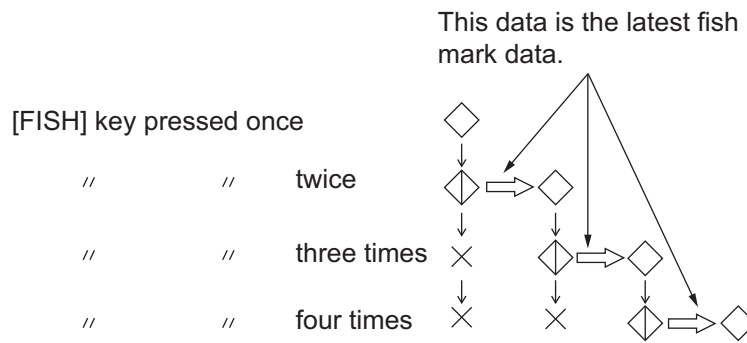 This data is the latest fish
mark data.
[FISH] key pressed once
〃 〃 twice
〃 〃 three times
〃 〃 four times